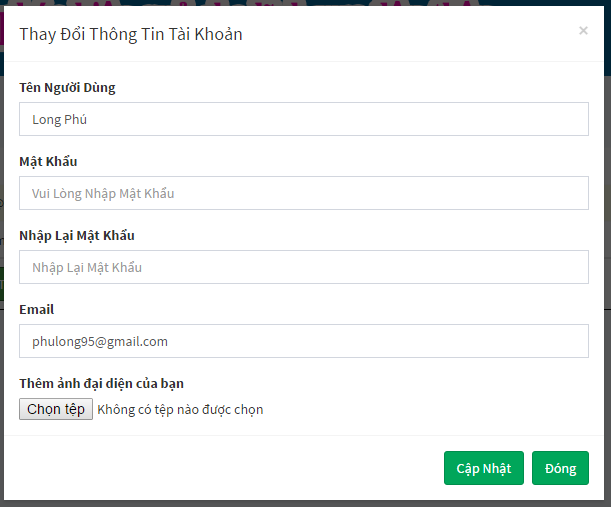 Thay Đổi Thông Tin Tài Khoản ×
Tên Người Dùng
Long Phú
Mật Khẩu
Vui Lòng Nhập Mật Khẩu
Nhập Lại Mật Khẩu
Nhập Lại Mật Khẩu
Email
phulong95@gmail.com
Thêm ảnh đại diện của bạn
Chọn tệp Không có tệp nào được chọn
Cập Nhật Đóng